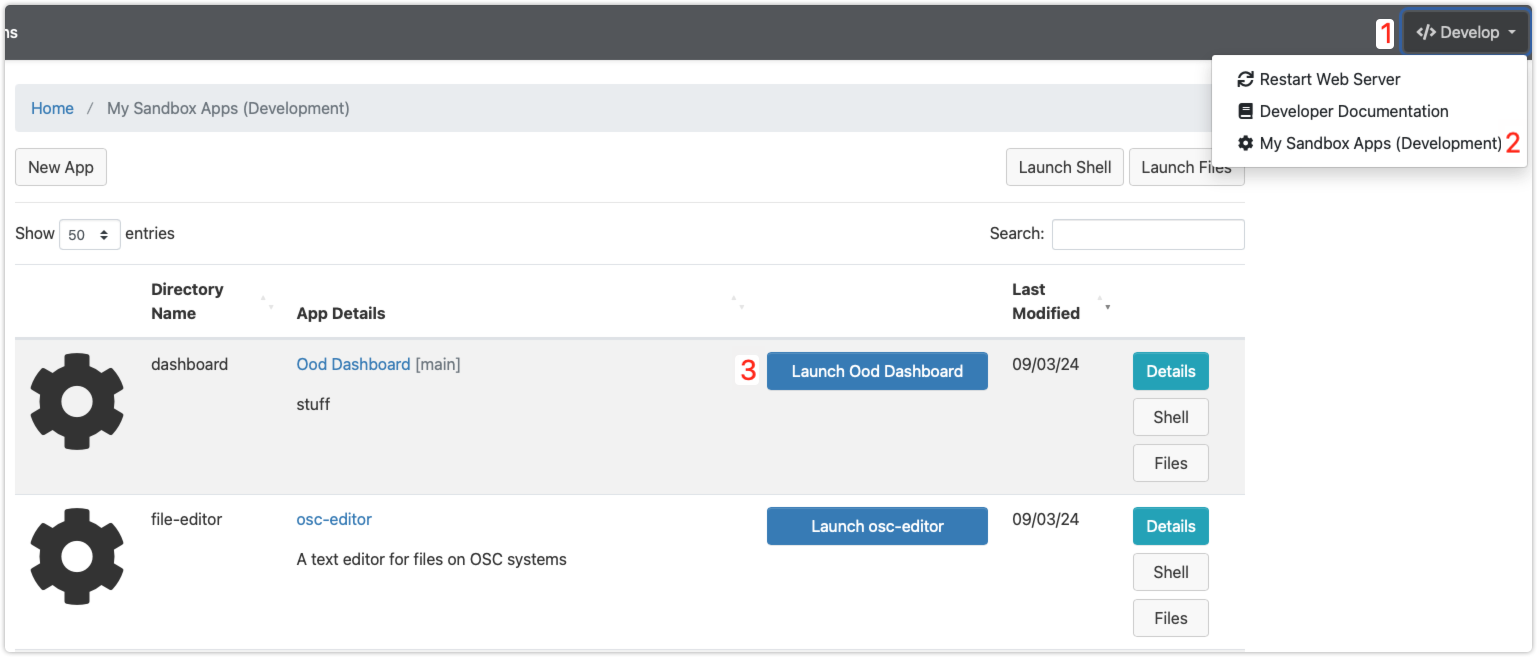 ns
1
</> Develop
Restart Web Server
Developer Documentation
My Sandbox Apps (Development) 2
Home / My Sandbox Apps (Development)
New App
Launch Shell
Launch Files
Show 50 entries
Search:
Directory Name
App Details
Last Modified
dashboard
Ood Dashboard [main]
stuff
3
Launch Ood Dashboard
09/03/24
Details
Shell
Files
file-editor
osc-editor
A text editor for files on OSC systems
Launch osc-editor
09/03/24
Details
Shell
Files